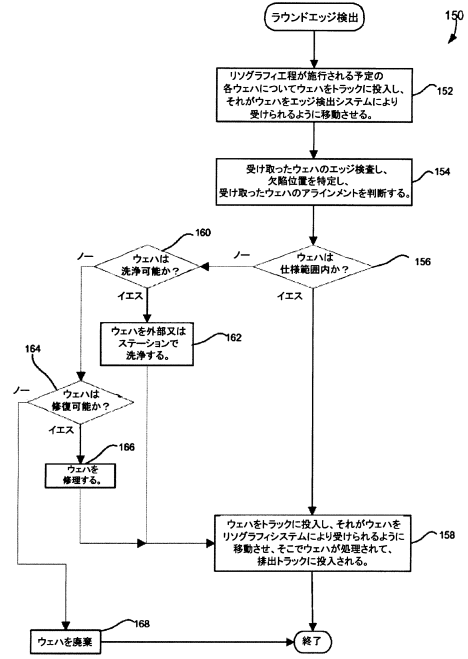 ラウンドエッジ検出
150
リソグラフィ工程が施行される予定の
各ウェハについてウェハをトラックに投入し、
それがウェハをエッジ検出システムにより
受けられるように移動させる。
152
受け取ったウェハのエッジ検査し、
欠陥位置を特定し、
受け取ったウェハのアラインメントを判断する。
154
160
ウェハは
洗浄可能か?
ノー
ノー
ウェハは
仕様範囲内か?
156
イエス
イエス
ウェハを外部又は
ステーションで
洗浄する。
162
164
ノー
ウェハは
修復可能か?
イエス
166
ウェハを
修理する。
ウェハをトラックに投入し、それがウェハを
リソグラフィシステムにより受けられるように
移動させ、そこでウェハが処理されて、
排出トラックに投入される。
158
168
ウェハを廃棄
終了